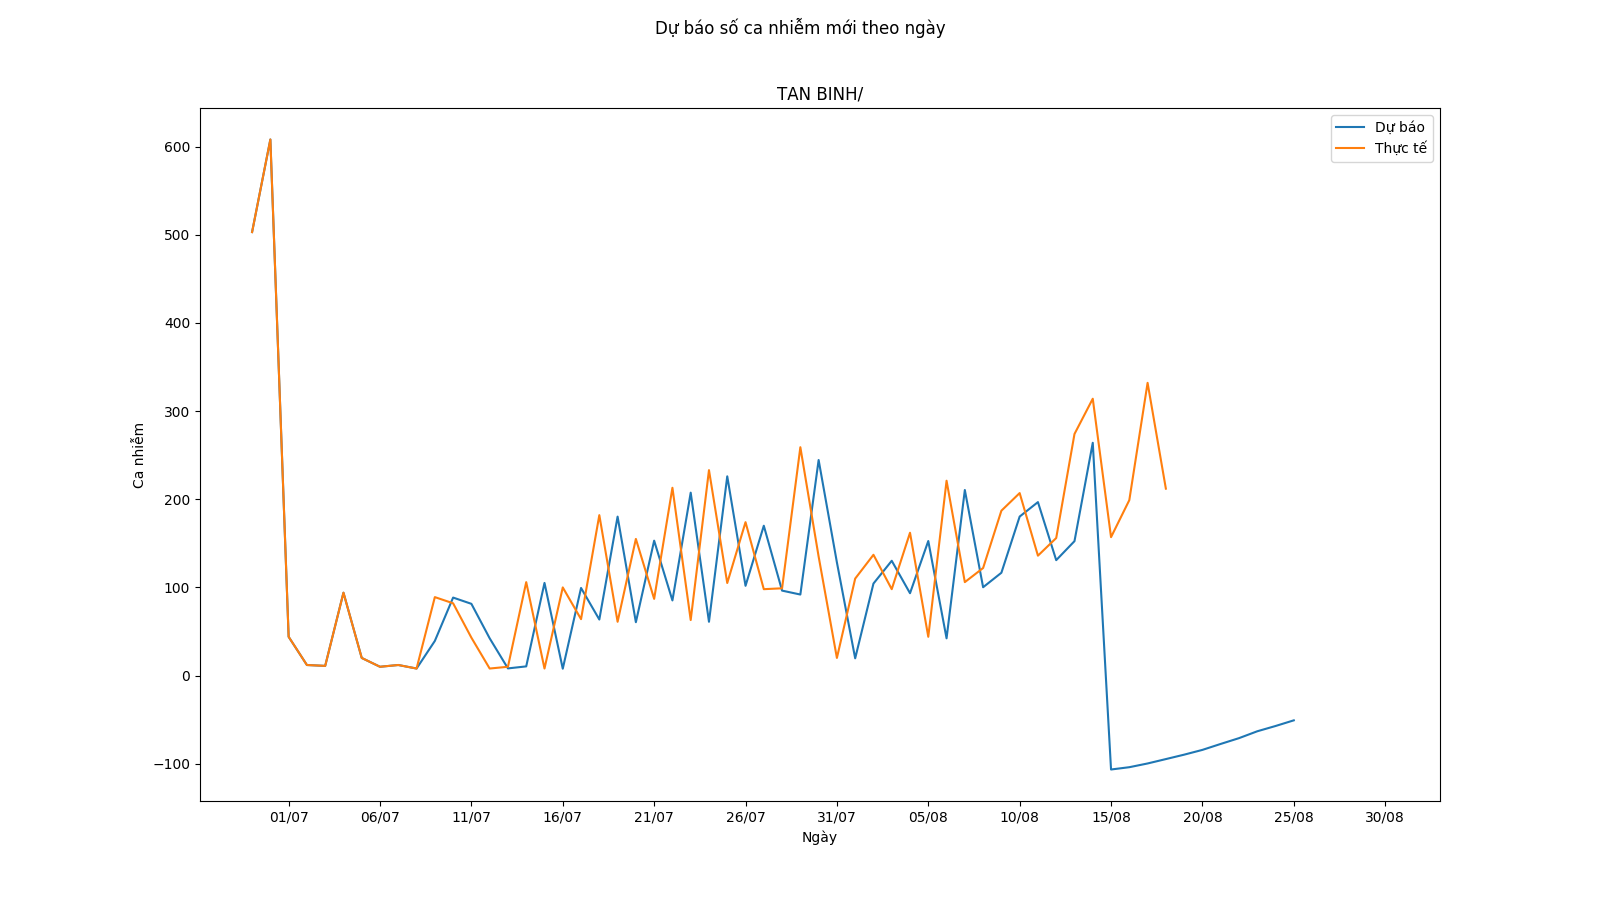 Dự báo số ca nhiễm mới theo ngày
TAN BINH/
Dự báo
Thực tế
600
500
400
300
200
100
0
−100
Ca nhiễm
01/07 06/07 11/07 16/07 21/07 26/07 31/07 05/08 10/08 15/08 20/08 25/08 30/08
Ngày